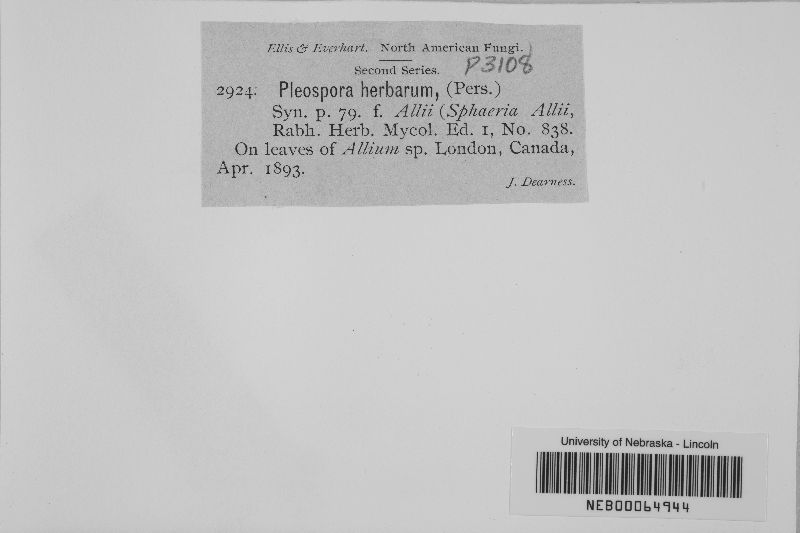 Ellis & Everhart. North American Fungi.
Second Series. P3108
2924. Pleospora herbarum, (Pers.)
Syn. p. 79. f. Allii (Sphaeria Allii,
Rabh. Herb. Mycol. Ed. 1, No. 838.
On leaves of Allium sp. London, Canada,
Apr. 1893.
J. Dearness.
University of Nebraska - Lincoln
NEB00064944